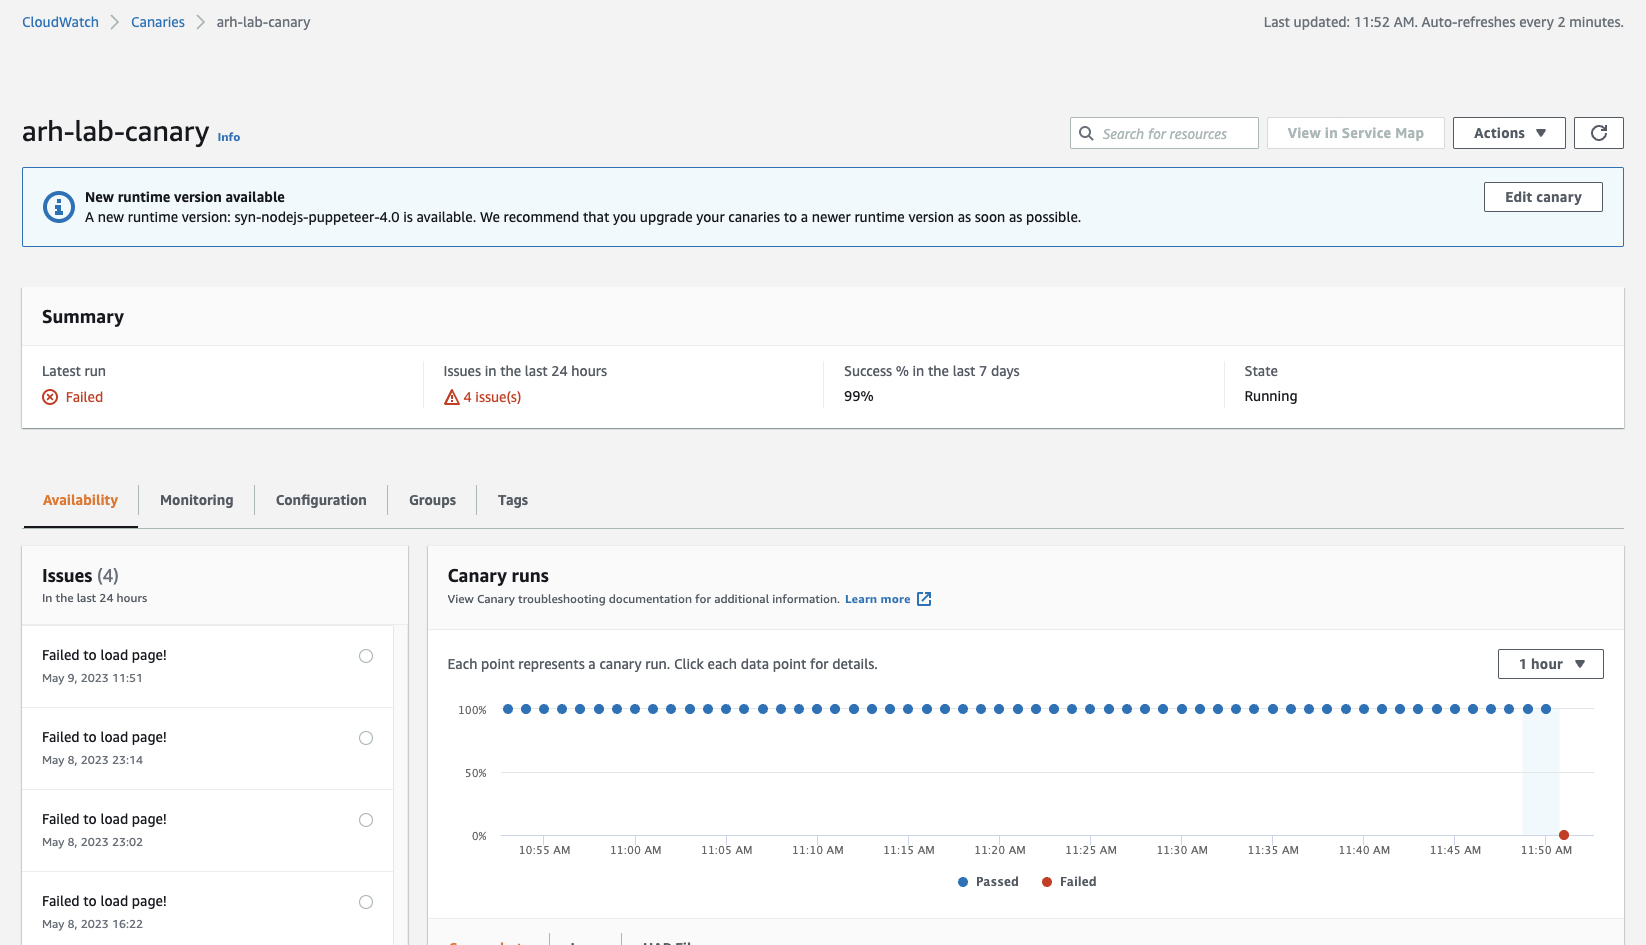 CloudWatch > Canaries > arh-lab-canary
Last updated: 11:52 AM. Auto-refreshes every 2 minutes.
arh-lab-canary Info
Search for resources
View in Service Map
Actions
New runtime version available
A new runtime version: syn-nodejs-puppeteer-4.0 is available. We recommend that you upgrade your canaries to a newer runtime version as soon as possible.
Edit canary
Summary
Latest run
Failed
Issues in the last 24 hours
4 issue(s)
Success % in the last 7 days
99%
State
Running
Availability
Monitoring
Configuration
Groups
Tags
Issues (4)
In the last 24 hours
Failed to load page!
May 9, 2023 11:51
Failed to load page!
May 8, 2023 23:14
Failed to load page!
May 8, 2023 23:02
Failed to load page!
May 8, 2023 16:22
Canary runs
View Canary troubleshooting documentation for additional information. Learn more
Each point represents a canary run. Click each data point for details.
1 hour
100%
50%
0%
10:55 AM 11:00 AM 11:05 AM 11:10 AM 11:15 AM 11:20 AM 11:25 AM 11:30 AM 11:35 AM 11:40 AM 11:45 AM 11:50 AM
Passed Failed